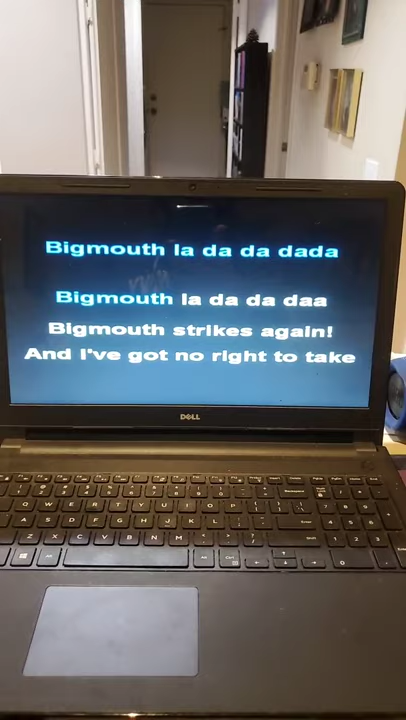 Bigmouth la da da dada
Bigmouth la da da daa
Bigmouth strikes again!
And I've got no right to take
DELL
Q W E R T Y U I O P
A S D F G H J K L
Z X C V B N M